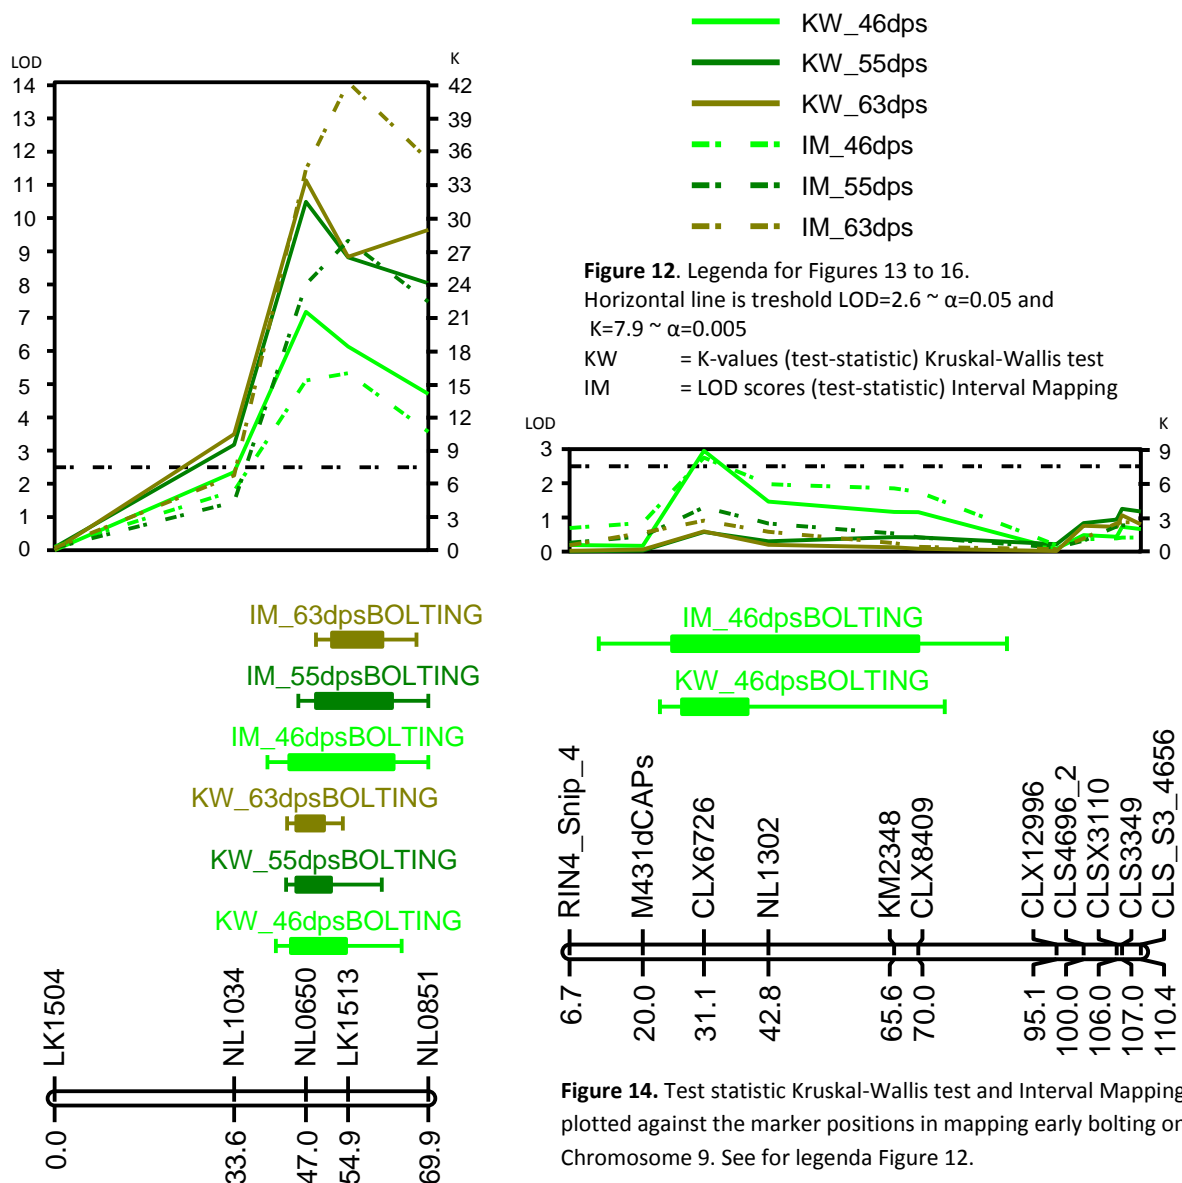 KW_46dps
KW_55dps
KW_63dps
IM_46dps
IM_55dps
IM_63dps
Figure 12. Legenda for Figures 13 to 16.
Horizontal line is treshold LOD=2.6 ~ α=0.05 and
K=7.9 ~ α=0.005
KW = K-values (test-statistic) Kruskal-Wallis test
IM = LOD scores (test-statistic) Interval Mapping
LOD
K
14
13
12
11
10
9
8
7
6
5
4
3
2
1
0
42
39
36
33
30
27
24
21
18
15
12
9
6
3
0
IM_63dpsBOLTING
IM_55dpsBOLTING
IM_46dpsBOLTING
KW_63dpsBOLTING
KW_55dpsBOLTING
KW_46dpsBOLTING
LK1504
NL1034
NL0650
LK1513
NL0851
0.0
33.6
47.0
54.9
69.9
LOD
K
3
2
1
0
9
6
3
0
IM_46dpsBOLTING
KW_46dpsBOLTING
RIN4_Snip_4
M431dCAPs
CLX6726
NL1302
KM2348
CLX8409
CLX12996
CLS4696_2
CLSX3110
CLS3349
CLS_S3_4656
6.7
20.0
31.1
42.8
65.6
70.0
95.1
100.0
106.0
107.0
110.4
Figure 14. Test statistic Kruskal-Wallis test and Interval Mapping
plotted against the marker positions in mapping early bolting on
Chromosome 9. See for legenda Figure 12.